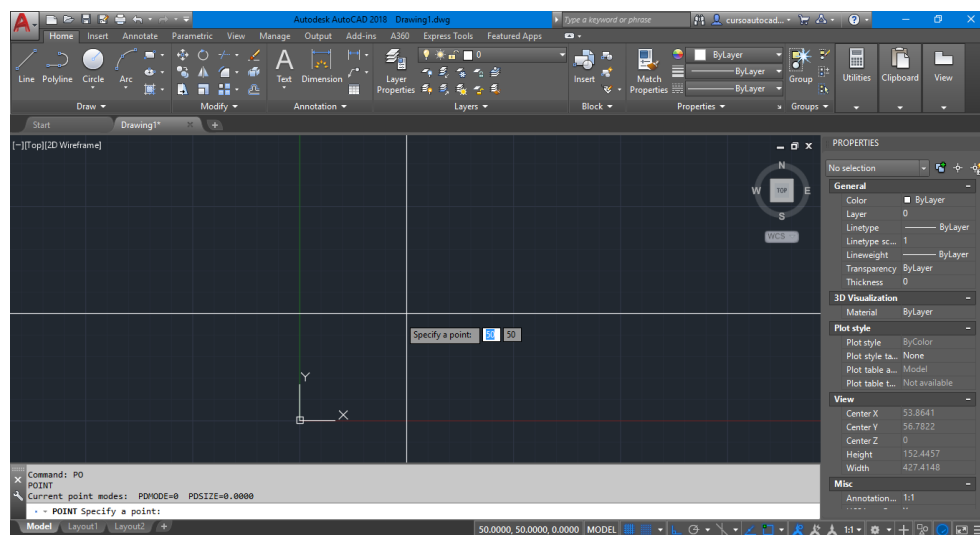 Autodesk AutoCAD 2018 Drawing1.dwg
Type a keyword or phrase
cursoautocad...
Home Insert Annotate Parametric View Manage Output Add-ins A360 Express Tools Featured Apps
Line Polyline Circle Arc
Draw
Modify
Text Dimension
Annotation
Layer Properties
0
Layers
Insert
Block
Match Properties
ByLayer
ByLayer
ByLayer
Properties
Group
Groups
Utilities
Clipboard
View
Start Drawing1*
[−][Top][2D Wireframe]
N
W TOP E
S
WCS
Specify a point: 50 50
Y
X
PROPERTIES
No selection
General
Color ByLayer
Layer 0
Linetype ByLayer
Linetype sc... 1
Lineweight ByLayer
Transparency ByLayer
Thickness 0
3D Visualization
Material ByLayer
Plot style
Plot style ByColor
Plot style ta... None
Plot table a... Model
Plot table t... Not available
View
Center X 53.8641
Center Y 56.7822
Center Z 0
Height 152.4457
Width 427.4148
Misc
Annotation... 1:1
Command: PO
POINT
Current point modes: PDMODE=0 PDSIZE=0.0000
POINT Specify a point:
Model Layout1 Layout2 +
50.0000, 50.0000, 0.0000 MODEL
1:1